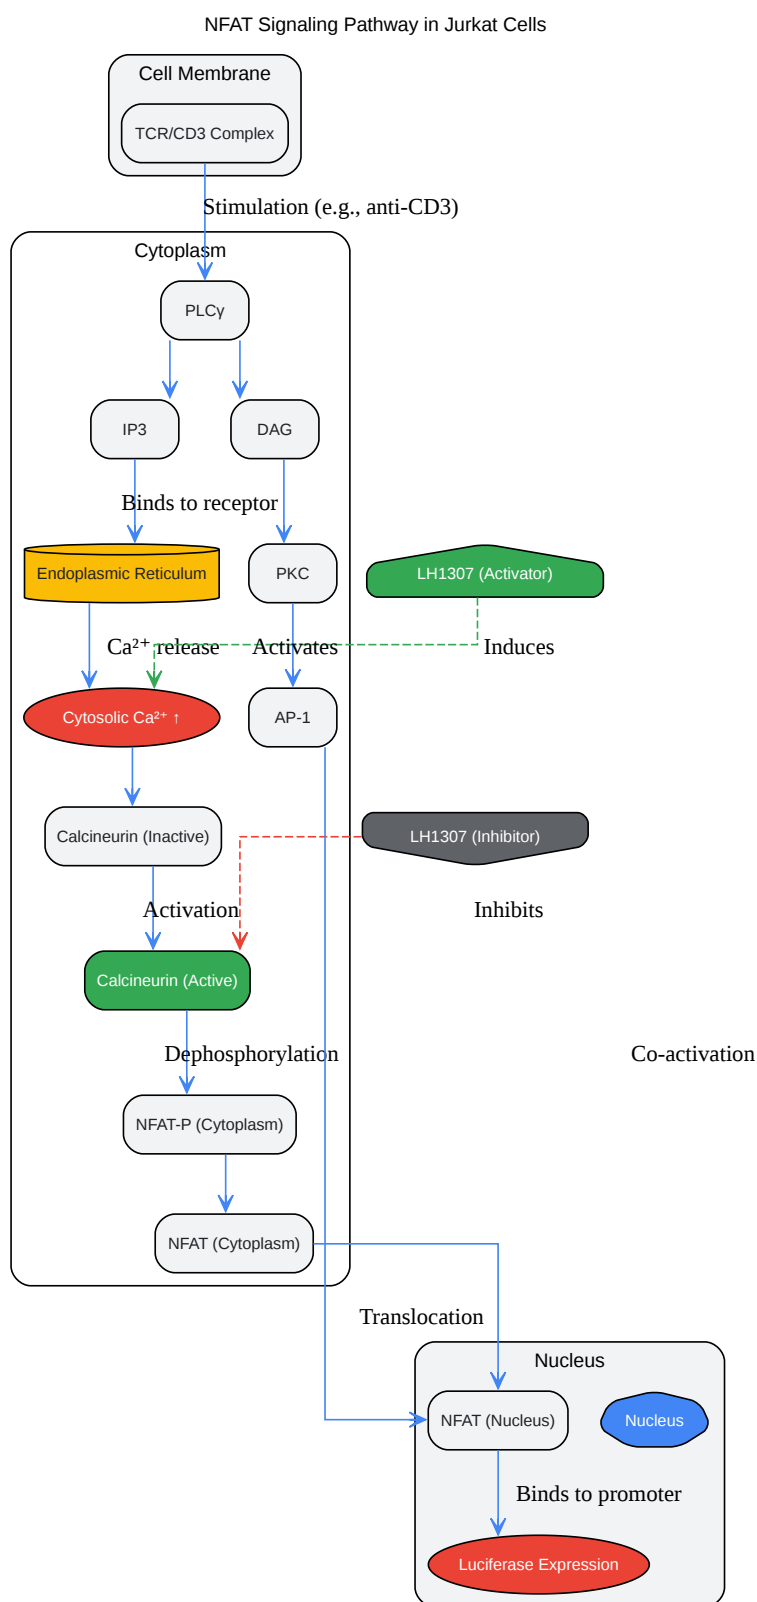 NFAT Signaling Pathway in Jurkat Cells
Cell Membrane
TCR/CD3 Complex
Stimulation (e.g., anti-CD3)
Cytoplasm
PLCγ
IP3
DAG
Binds to receptor
Endoplasmic Reticulum
PKC
LH1307 (Activator)
Ca²⁺ release
Activates
Induces
Cytosolic Ca²⁺ ↑
AP-1
Calcineurin (Inactive)
LH1307 (Inhibitor)
Activation
Inhibits
Calcineurin (Active)
Dephosphorylation
Co-activation
NFAT-P (Cytoplasm)
NFAT (Cytoplasm)
Translocation
Nucleus
NFAT (Nucleus)
Nucleus
Binds to promoter
Luciferase Expression